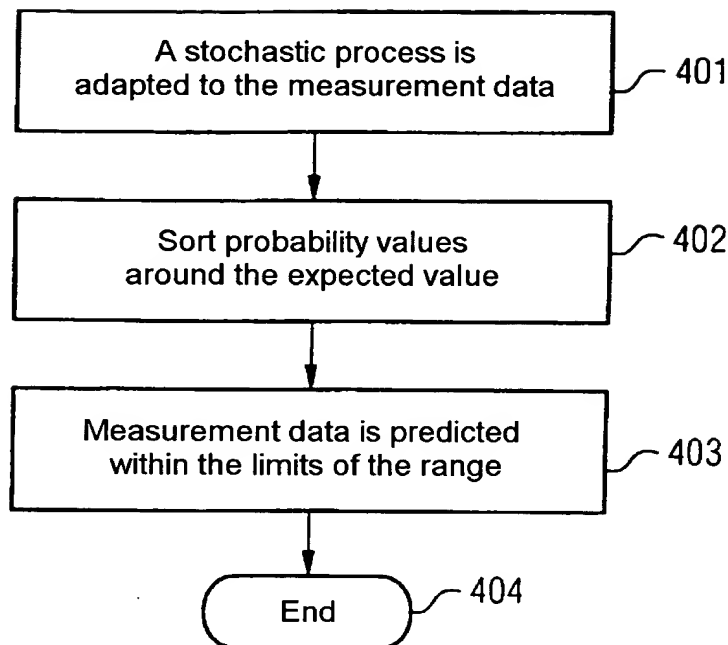 A stochastic process is
adapted to the measurement data
401
Sort probability values
around the expected value
402
Measurement data is predicted
within the limits of the range
403
End
404